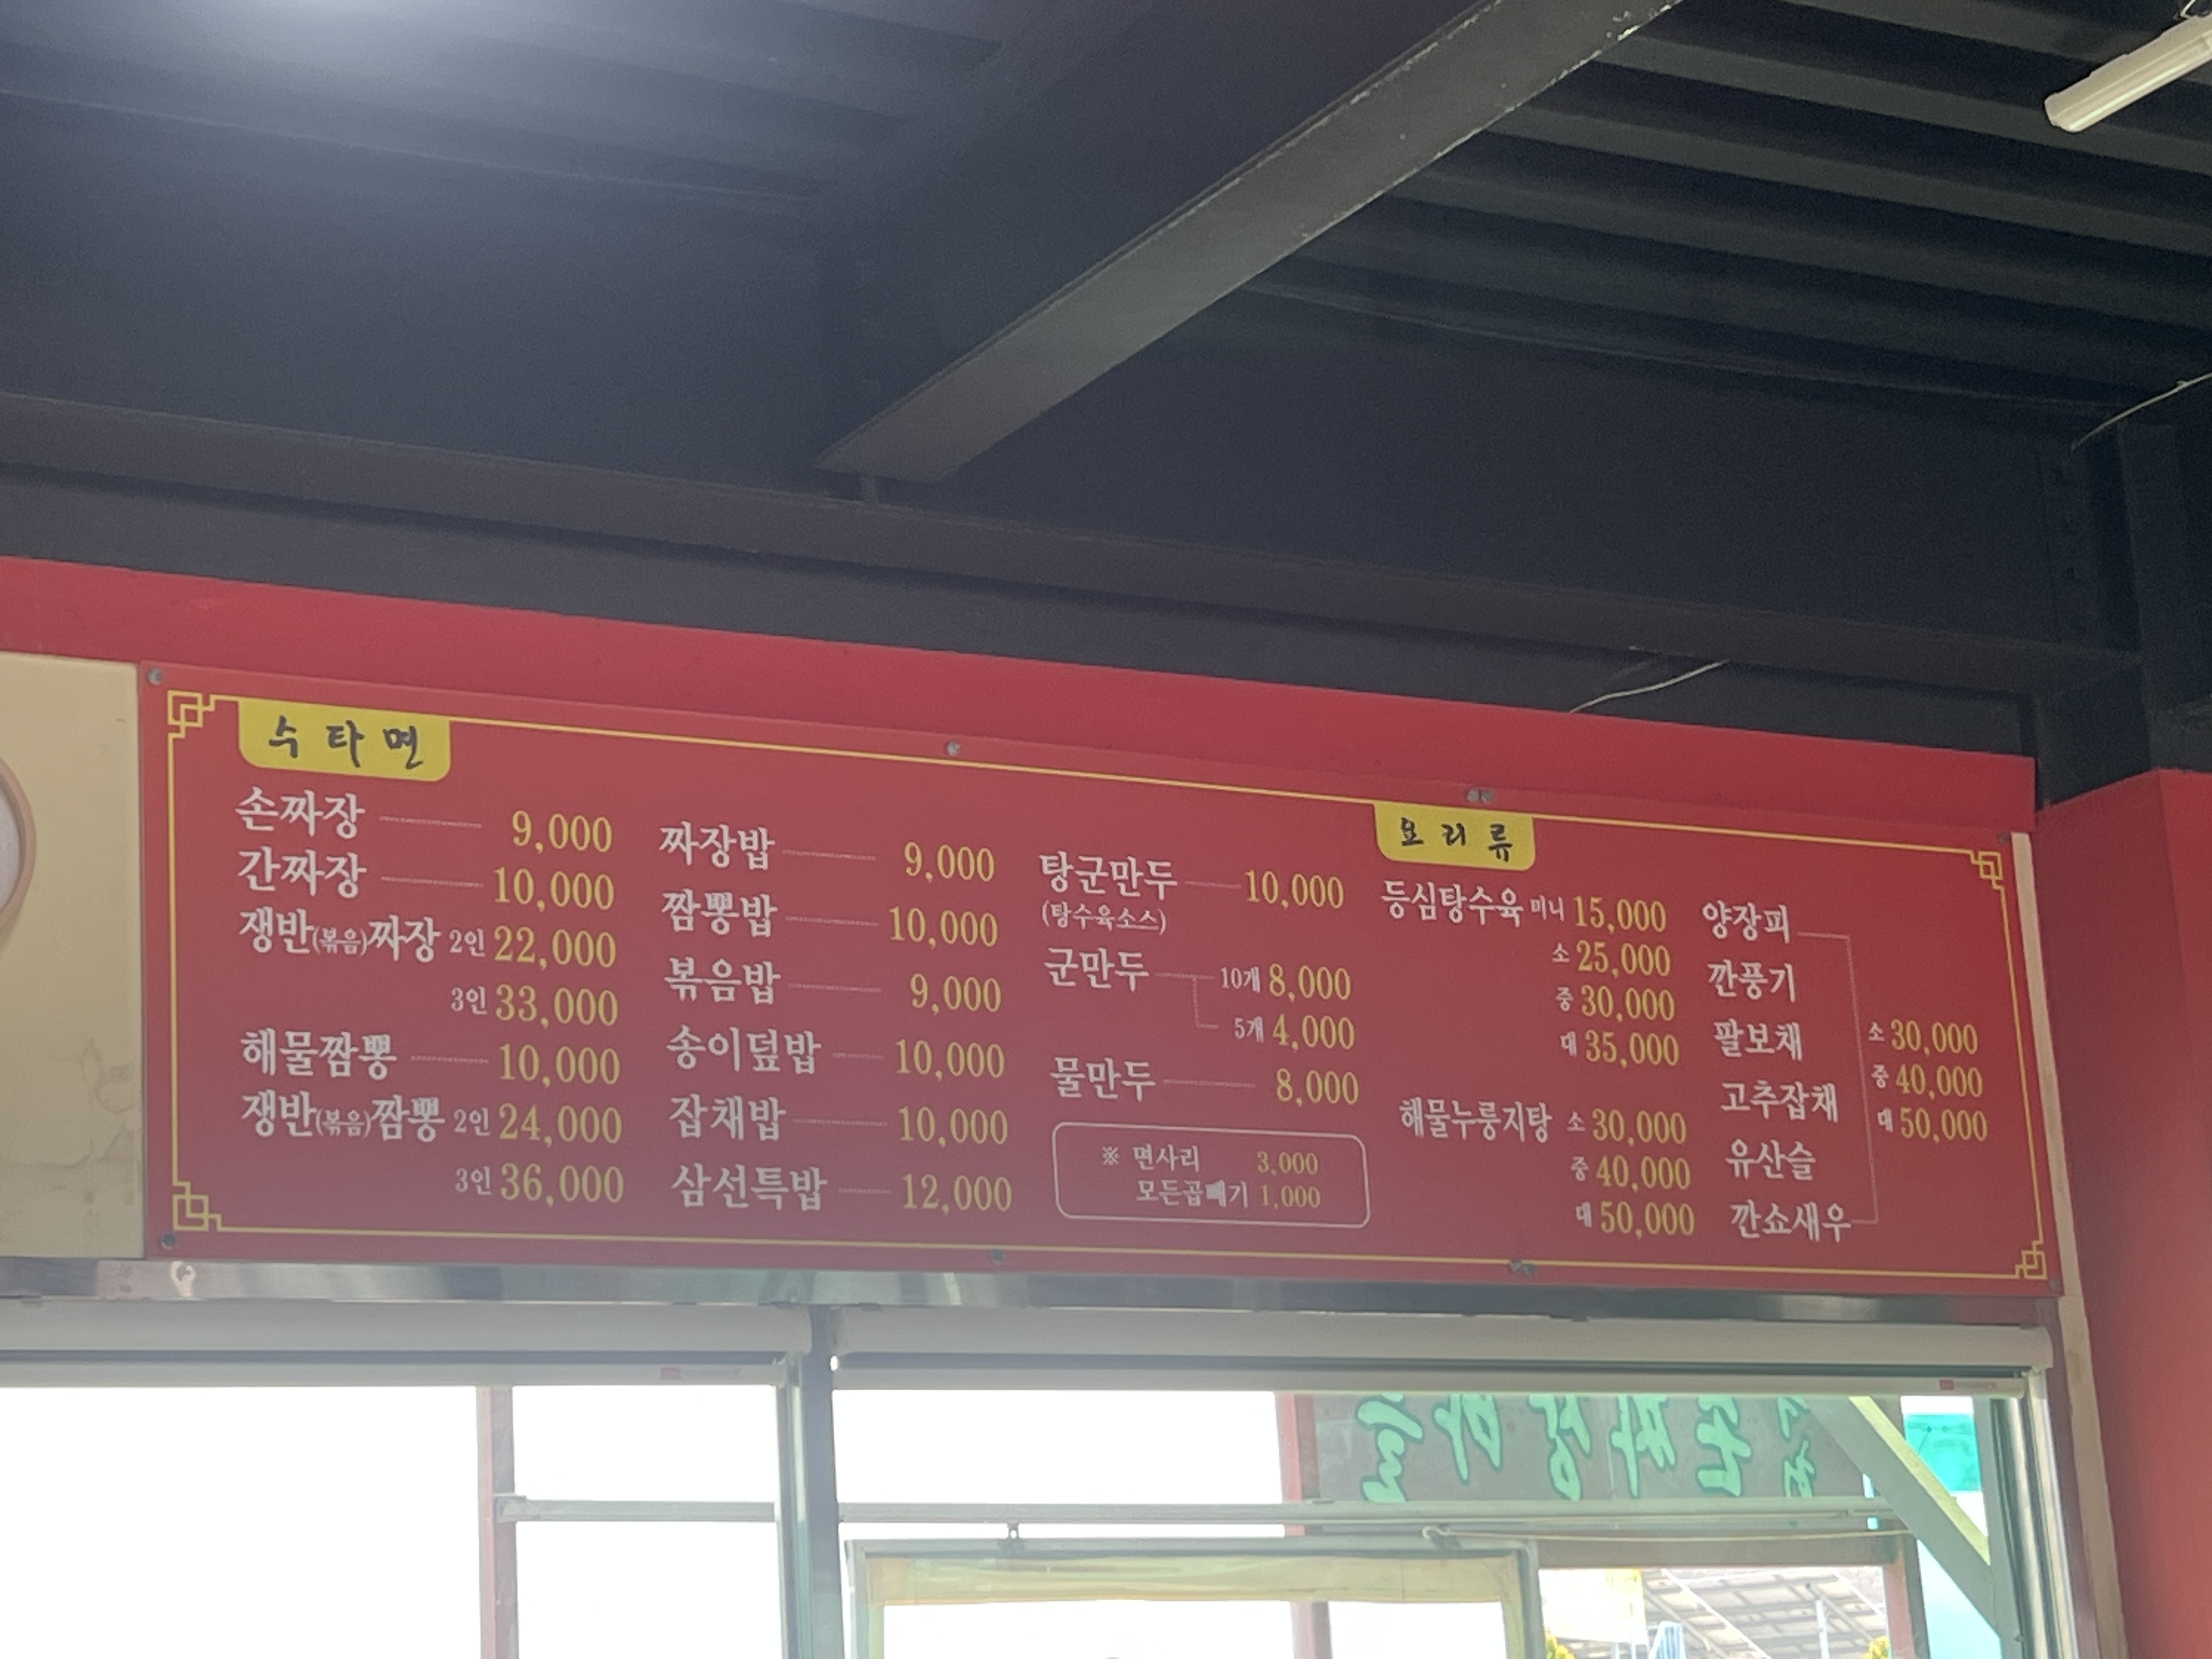 수타면
손짜장 9,000
간짜장 10,000
쟁반(볶음)짜장 2인 22,000
3인 33,000
해물짬뽕 10,000
쟁반(볶음)짬뽕 2인 24,000
3인 36,000
짜장밥 9,000
짬뽕밥 10,000
볶음밥 9,000
송이덮밥 10,000
잡채밥 10,000
삼선특밥 12,000
탕군만두 10,000
(탕수육소스)
군만두 10개 8,000
5개 4,000
물만두 8,000
※ 면사리 3,000
모든곱빼기 1,000
요리류
등심탕수육 미니 15,000
소 25,000
중 30,000
대 35,000
해물누룽지탕 소 30,000
중 40,000
대 50,000
양장피
깐풍기
팔보채
고추잡채
유산슬
깐쇼새우
소 30,000
중 40,000
대 50,000
손짜장마을